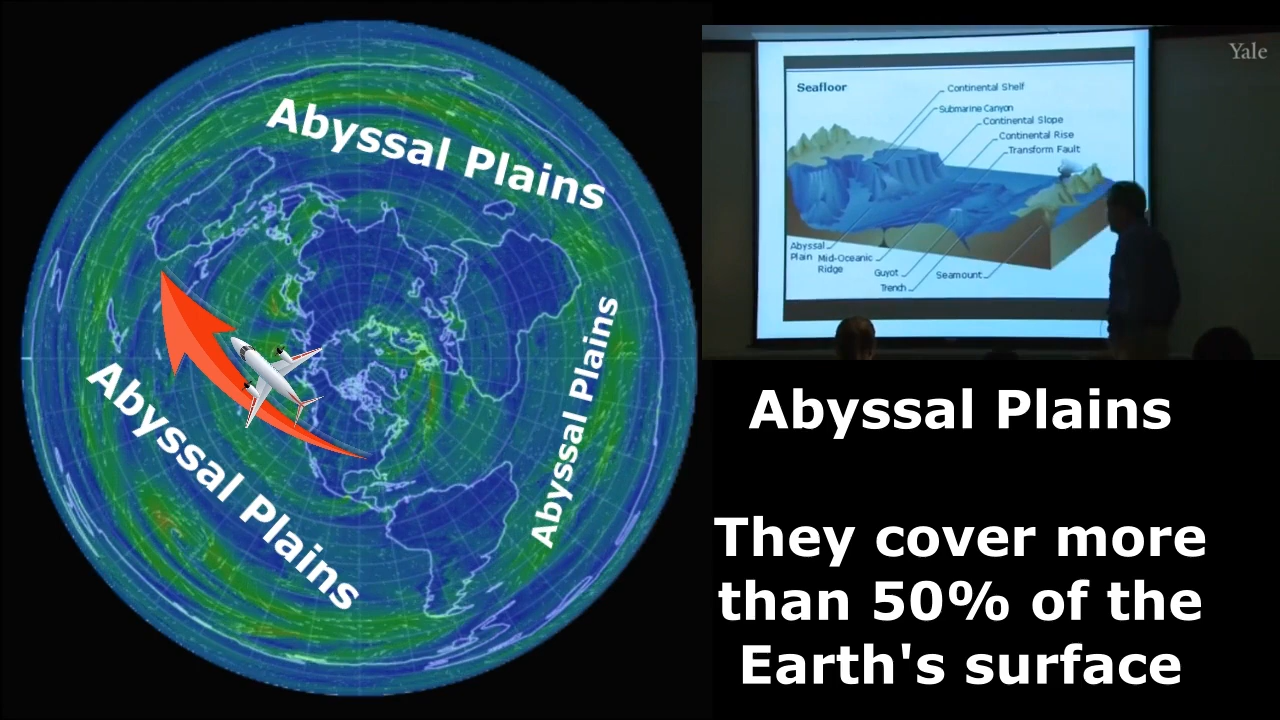 Abyssal Plains
Abyssal Plains
Abyssal Plains
Yale
Seafloor
Continental Shelf
Submarine Canyon
Continental Slope
Continental Rise
Transform Fault
Abyssal
Plain
Mid-Oceanic
Ridge
Guyot
Seamount
Trench
Abyssal Plains
They cover more
than 50% of the
Earth's surface